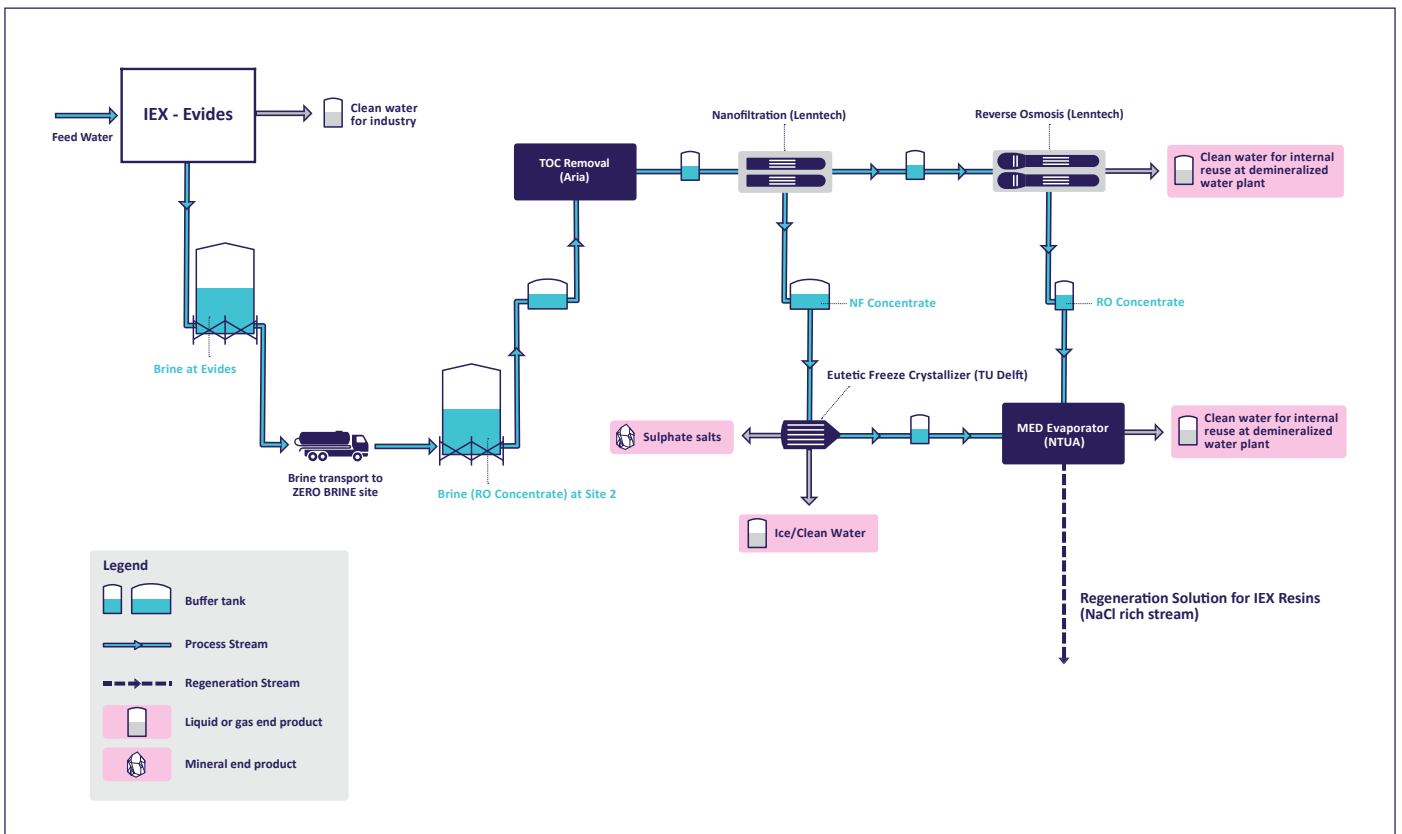 IEX - Evides
Feed Water
Clean water
for industry
Brine at Evides
Brine transport to
ZERO BRINE site
Brine (RO Concentrate) at Site 2
TOC Removal
(Aria)
Nanofiltration (Lenntech)
Reverse Osmosis (Lenntech)
Clean water for internal
reuse at demineralized
water plant
NF Concentrate
RO Concentrate
Eutetic Freeze Crystallizer (TU Delft)
Sulphate salts
Ice/Clean Water
MED Evaporator
(NTUA)
Clean water for internal
reuse at demineralized
water plant
Regeneration Solution for IEX Resins
(NaCl rich stream)
Legend
Buffer tank
Process Stream
Regeneration Stream
Liquid or gas end product
Mineral end product